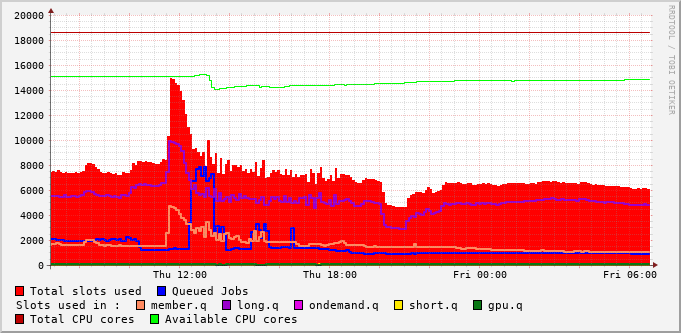 RRDTOOL / TOBI OETIKER
20000
18000
16000
14000
12000
10000
8000
6000
4000
2000
0
Thu 12:00 Thu 18:00 Fri 00:00 Fri 06:00
Total slots used Queued Jobs
Slots used in : member.q long.q ondemand.q short.q gpu.q
Total CPU cores Available CPU cores